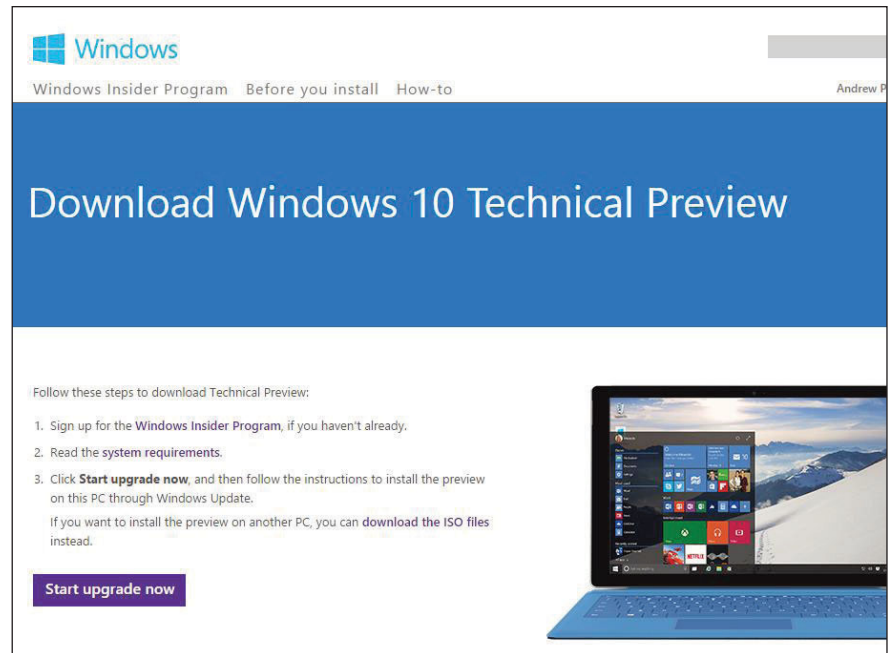 Windows
Windows Insider Program Before you install How-to
Andrew P
Download Windows 10 Technical Preview
Follow these steps to download Technical Preview:
1. Sign up for the Windows Insider Program, if you haven't already.
2. Read the system requirements.
3. Click Start upgrade now, and then follow the instructions to install the preview
on this PC through Windows Update.
If you want to install the preview on another PC, you can download the ISO files
instead.
Start upgrade now
NETFLIX